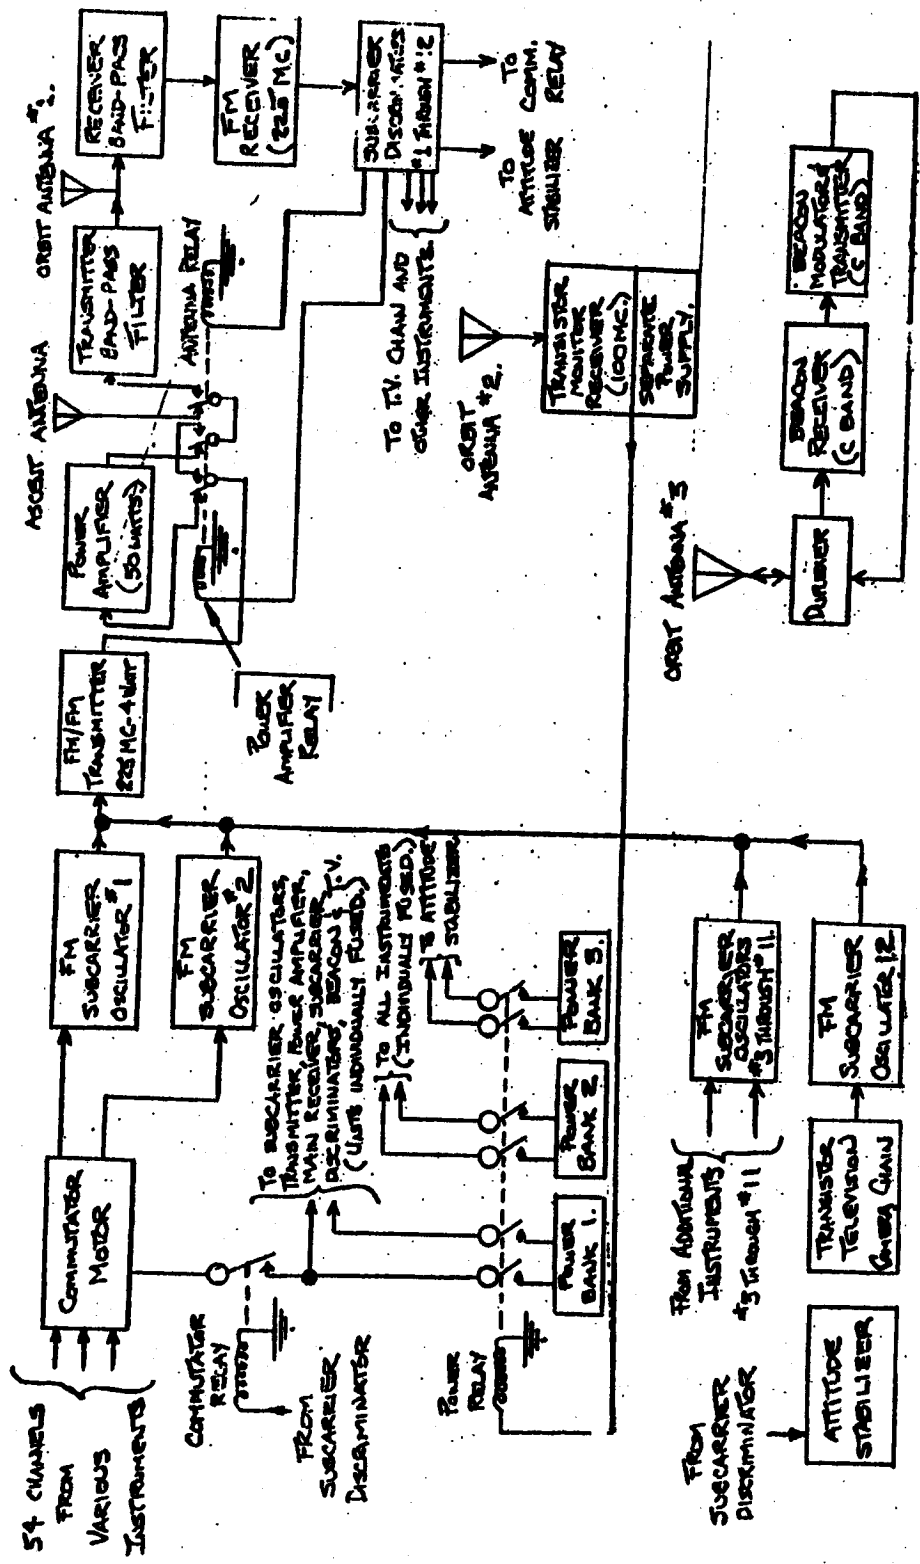 54 CHANNELS
FROM
VARIOUS
INSTRUMENTS
COMMUTATOR
MOTOR
FM
SUBCARRIER
OSCILLATOR #1
FM
SUBCARRIER
OSCILLATOR #2
FM/FM
TRANSMITTER
225 MC-4 WATT
POWER
AMPLIFIER
(50 WATTS)
ASCENT ANTENNA
TRANSMITTER
BAND-PASS
FILTER
ORBIT ANTENNA #1.
RECEIVER
BAND-PASS
FILTER
FM
RECEIVER
(225 MC)
SUBCARRIER
DISCRIMINATORS
#1 THROUGH #12
TO
COMM.
RELAY
TO
ATTITUDE
STABILIZER
ANTENNA RELAY
POWER
AMPLIFIER
RELAY
TO T.V. CHAIN AND
OTHER INSTRUMENTS.
COMMUTATOR
RELAY
FROM
SUBCARRIER
DISCRIMINATOR
TO SUBCARRIER OSCILLATORS,
TRANSMITTER, POWER AMPLIFIER,
MAIN RECEIVER, SUBCARRIER
DISCRIMINATORS, BEACON & T.V.
(UNITS INDIVIDUALLY FUSED.)
TO ALL INSTRUMENTS
(INDIVIDUALLY FUSED.)
TO ATTITUDE
STABILIZER.
POWER
RELAY
POWER
BANK 1.
POWER
BANK 2
POWER
BANK 3.
ORBIT
ANTENNA #2.
TRANSISTOR
MONITOR
RECEIVER
(100 MC.)
SEPARATE
POWER
SUPPLY.
FROM
SUBCARRIER
DISCRIMINATOR
ATTITUDE
STABILIZER
FROM ADDITIONAL
INSTRUMENTS
#3 THROUGH #11
FM
SUBCARRIER
OSCILLATORS
#3 THROUGH #11.
TRANSISTER
TELEVISION
CAMERA CHAIN
FM
SUBCARRIER
OSCILLATER 12.
ORBIT ANTENNA #3
DUPLEXER
BEACON
RECEIVER
(C BAND)
BEACON
MODULATOR &
TRANSMITTER
(C BAND)